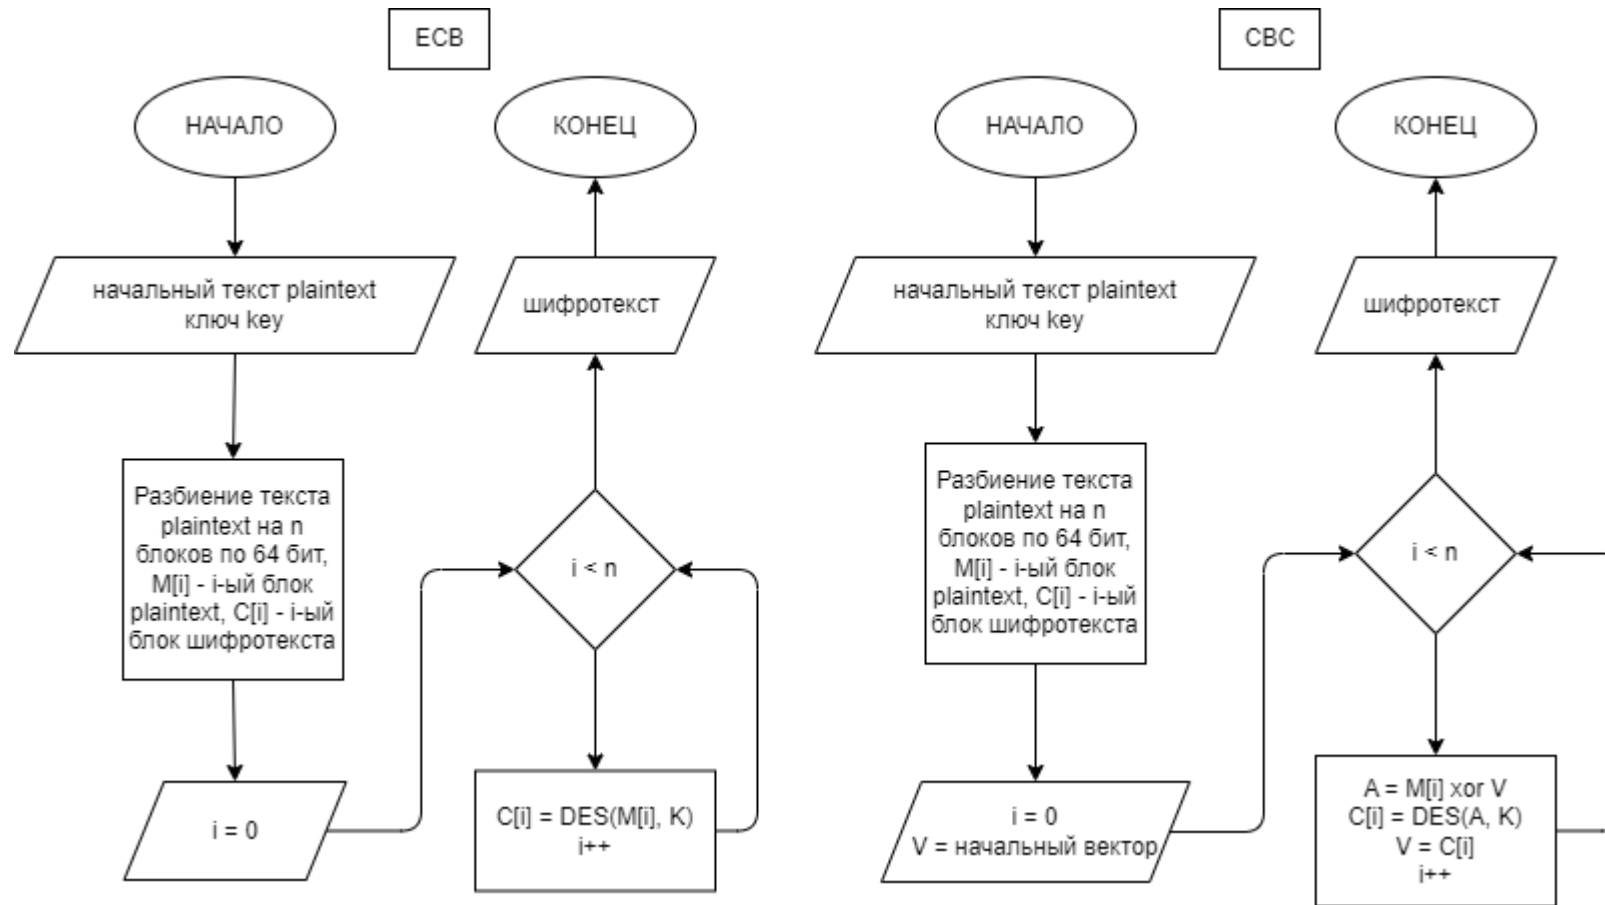 ECB
НАЧАЛО
КОНЕЦ
начальный текст plaintext
ключ key
шифротекст
Разбиение текста
plaintext на n
блоков по 64 бит,
M[i] - i-ый блок
plaintext, C[i] - i-ый
блок шифротекста
i < n
i = 0
C[i] = DES(M[i], K)
i++
CBC
НАЧАЛО
КОНЕЦ
начальный текст plaintext
ключ key
шифротекст
Разбиение текста
plaintext на n
блоков по 64 бит,
M[i] - i-ый блок
plaintext, C[i] - i-ый
блок шифротекста
i < n
i = 0
V = начальный вектор
A = M[i] xor V
C[i] = DES(A, K)
V = C[i]
i++